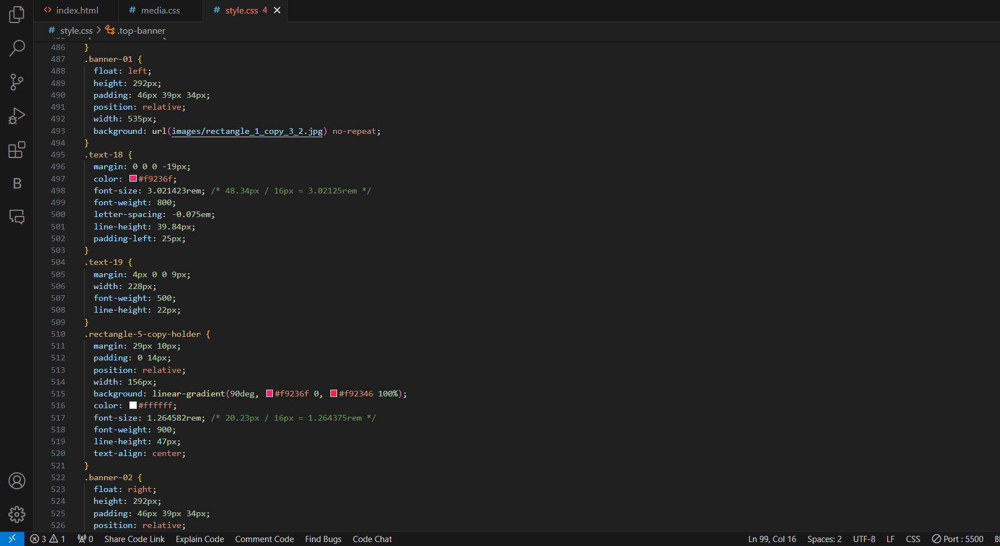 index.html
media.css
style.css 4
style.css > .top-banner
486 }
487 .banner-01 {
488 float: left;
489 height: 292px;
490 padding: 46px 39px 34px;
491 position: relative;
492 width: 535px;
493 background: url(images/rectangle_1_copy_3_2.jpg) no-repeat;
494 }
495 .text-18 {
496 margin: 0 0 0 -19px;
497 color: #f9236f;
498 font-size: 3.021423rem; /* 48.34px / 16px = 3.02125rem */
499 font-weight: 800;
500 letter-spacing: -0.075em;
501 line-height: 39.84px;
502 padding-left: 25px;
503 }
504 .text-19 {
505 margin: 4px 0 0 9px;
506 width: 228px;
507 font-weight: 500;
508 line-height: 22px;
509 }
510 .rectangle-5-copy-holder {
511 margin: 29px 10px;
512 padding: 0 14px;
513 position: relative;
514 width: 156px;
515 background: linear-gradient(90deg, #f9236f 0, #f92346 100%);
516 color: #ffffff;
517 font-size: 1.264582rem; /* 20.23px / 16px = 1.264375rem */
518 font-weight: 900;
519 line-height: 47px;
520 text-align: center;
521 }
522 .banner-02 {
523 float: right;
524 height: 292px;
525 padding: 46px 39px 34px;
526 position: relative;
B
3 1 0 Share Code Link Explain Code Comment Code Find Bugs Code Chat Ln 99, Col 16 Spaces: 2 UTF-8 LF CSS Port : 5500